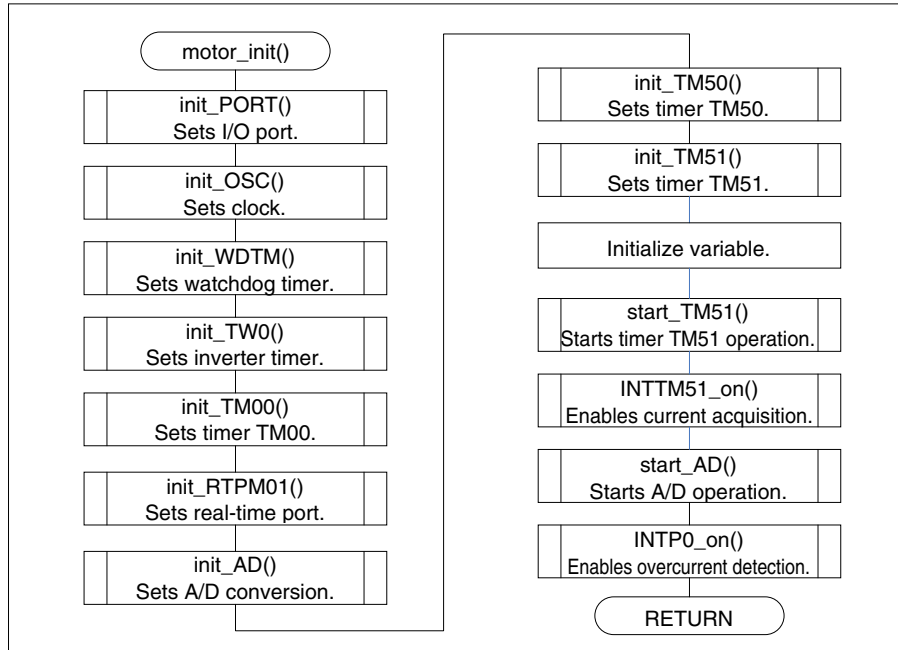 motor_init()
init_PORT()
Sets I/O port.
init_OSC()
Sets clock.
init_WDTM()
Sets watchdog timer.
init_TW0()
Sets inverter timer.
init_TM00()
Sets timer TM00.
init_RTPM01()
Sets real-time port.
init_AD()
Sets A/D conversion.
init_TM50()
Sets timer TM50.
init_TM51()
Sets timer TM51.
Initialize variable.
start_TM51()
Starts timer TM51 operation.
INTTM51_on()
Enables current acquisition.
start_AD()
Starts A/D operation.
INTP0_on()
Enables overcurrent detection.
RETURN